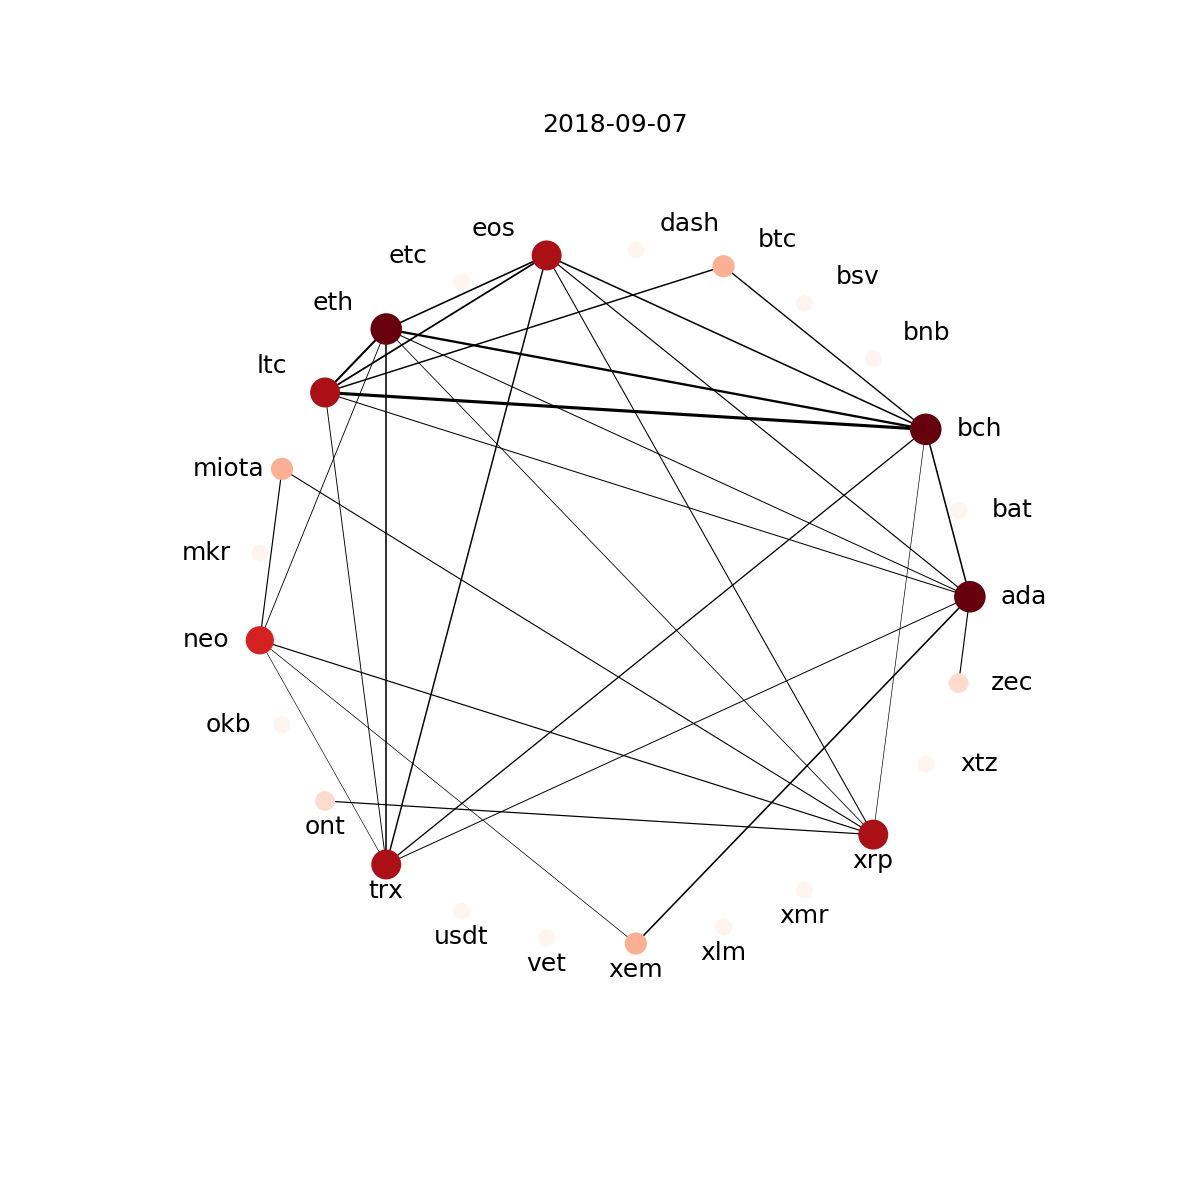 2018-09-07
dash
eos
btc
etc
bsv
eth
bnb
ltc
bch
miota
bat
mkr
ada
neo
zec
okb
xtz
ont
xrp
trx
xmr
usdt
xlm
vet
xem